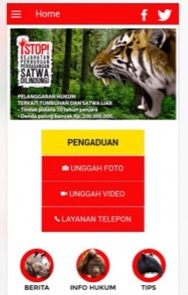 Home
STOP!
KEJAHATAN
PERBURUAN
PERDAGANGAN
SATWA
DILINDUNGI
PELANGGARAN HUKUM
TERKAIT TUMBUHAN DAN SATWA LIAR
- Tindak pidana 10 tahun penjara
- Denda paling banyak Rp. 200.000.000,
PENGADUAN
UNGGAH FOTO
UNGGAH VIDEO
LAYANAN TELEPON
BERITA
INFO HUKUM
TIPS